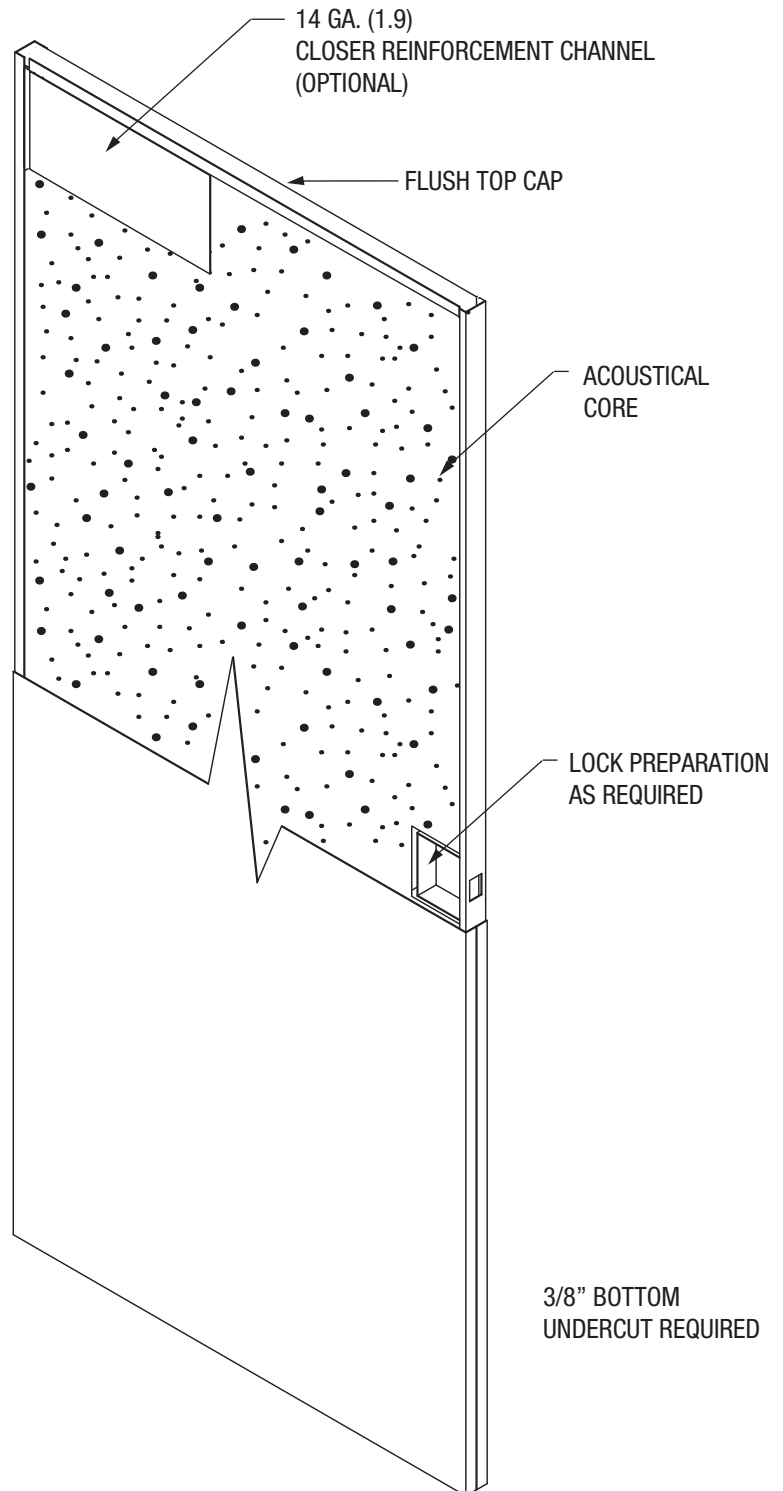 14 GA. (1.9)
CLOSER REINFORCEMENT CHANNEL
(OPTIONAL)
FLUSH TOP CAP
ACOUSTICAL
CORE
LOCK PREPARATION
AS REQUIRED
3/8” BOTTOM
UNDERCUT REQUIRED